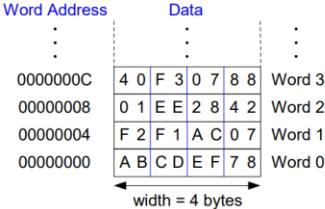 Word Address Data
0000000C 4 0 F 3 0 7 8 8 Word 3
00000008 0 1 E E 2 8 4 2 Word 2
00000004 F 2 F 1 A C 0 7 Word 1
00000000 A B C D E F 7 8 Word 0
width = 4 bytes